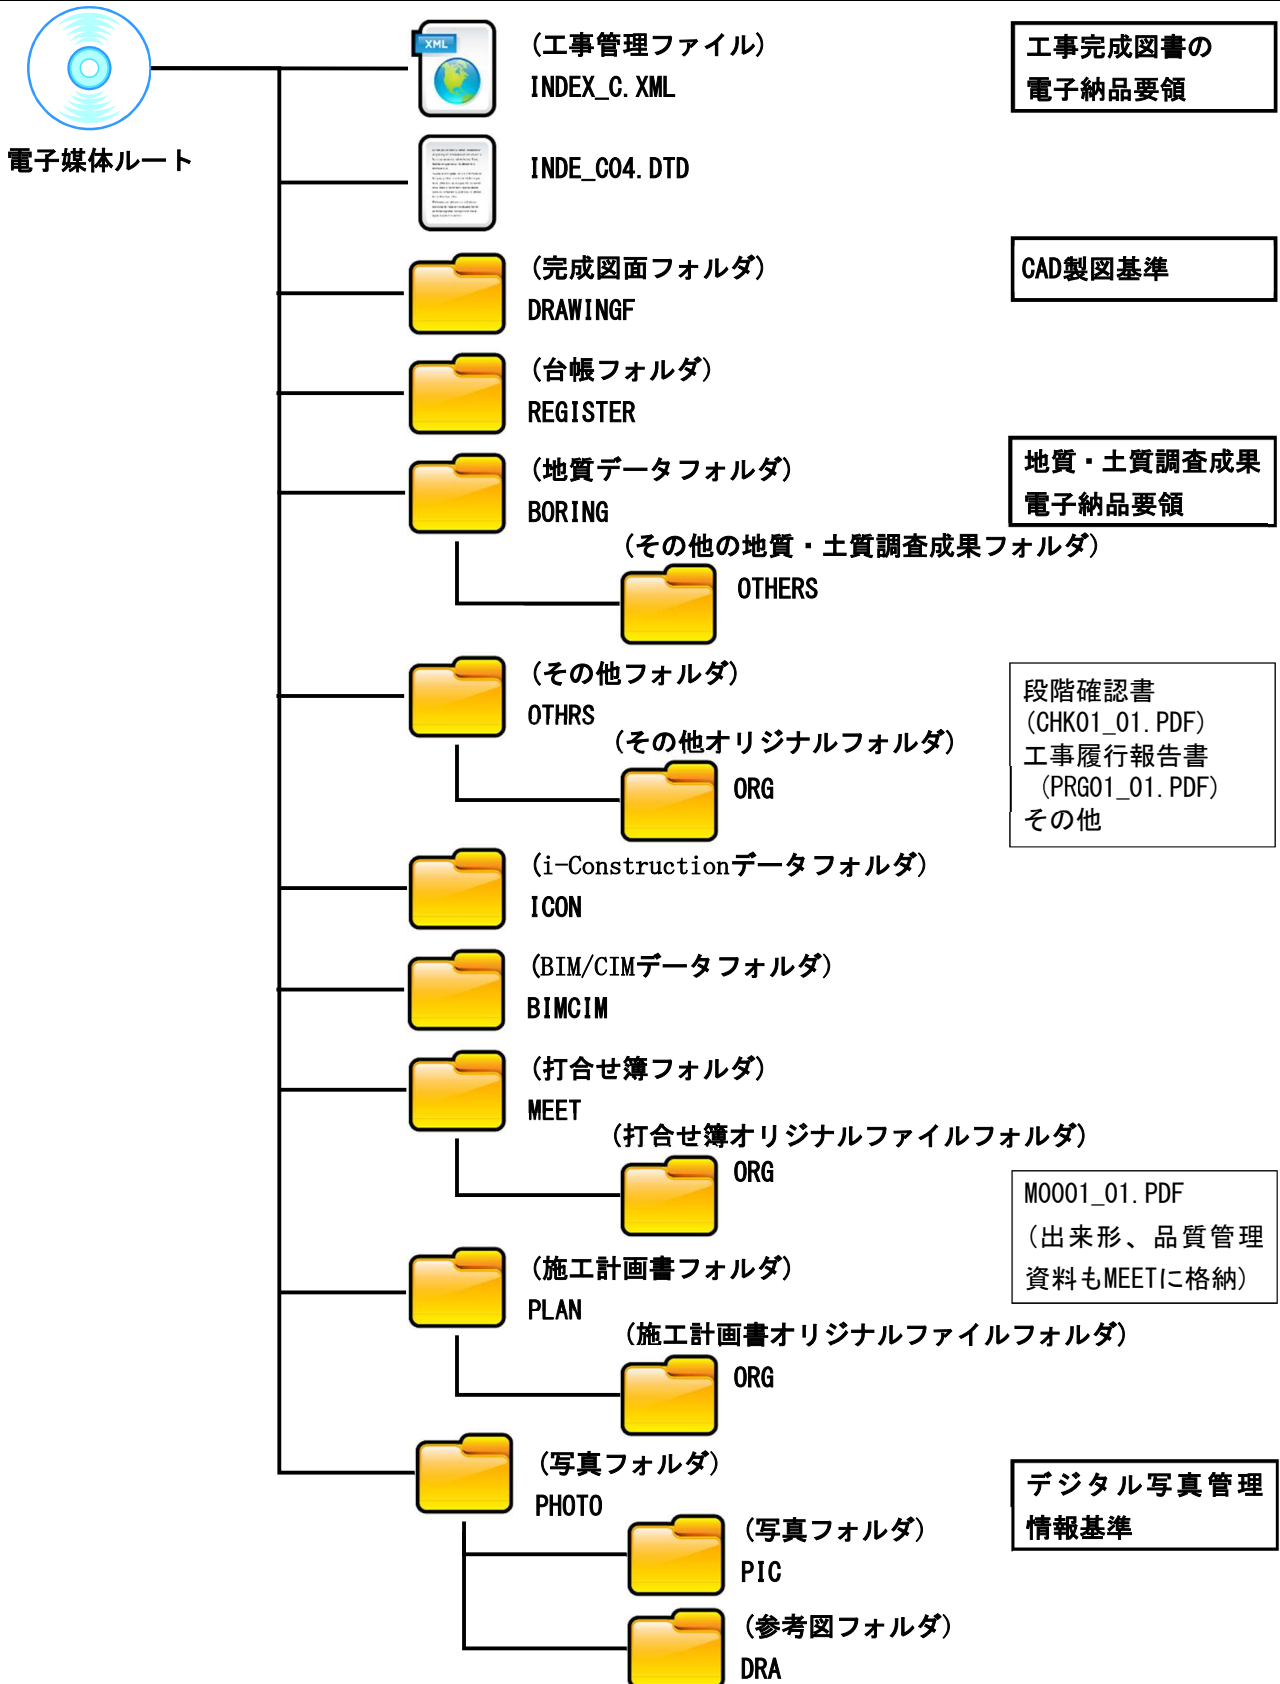 XML
(工事管理ファイル)
INDEX_C.XML
工事完成図書の
電子納品要領
電子媒体ルート
INDE_C04.DTD
(完成図面フォルダ)
DRAWINGF
CAD製図基準
(台帳フォルダ)
REGISTER
(地質データフォルダ)
BORING
地質・土質調査成果
電子納品要領
(その他の地質・土質調査成果フォルダ)
OTHERS
(その他フォルダ)
OTHRS
(その他オリジナルフォルダ)
ORG
段階確認書
(CHK01_01.PDF)
工事履行報告書
(PRG01_01.PDF)
その他
(i-Constructionデータフォルダ)
ICON
(BIM/CIMデータフォルダ)
BIMCIM
(打合せ簿フォルダ)
MEET
(打合せ簿オリジナルファイルフォルダ)
ORG
M0001_01.PDF
(出来形、品質管理
資料もMEETに格納)
(施工計画書フォルダ)
PLAN
(施工計画書オリジナルファイルフォルダ)
ORG
(写真フォルダ)
PHOTO
デジタル写真管理
情報基準
(写真フォルダ)
PIC
(参考図フォルダ)
DRA